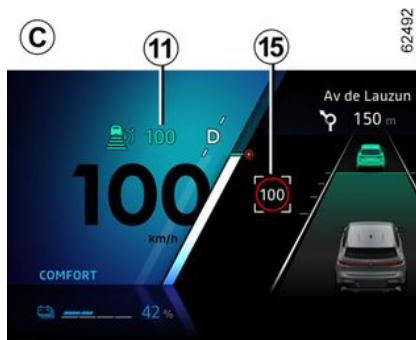 C
11
15
62492
100
D
Av de Lauzun
150 m
100
km/h
100
COMFORT
42 %